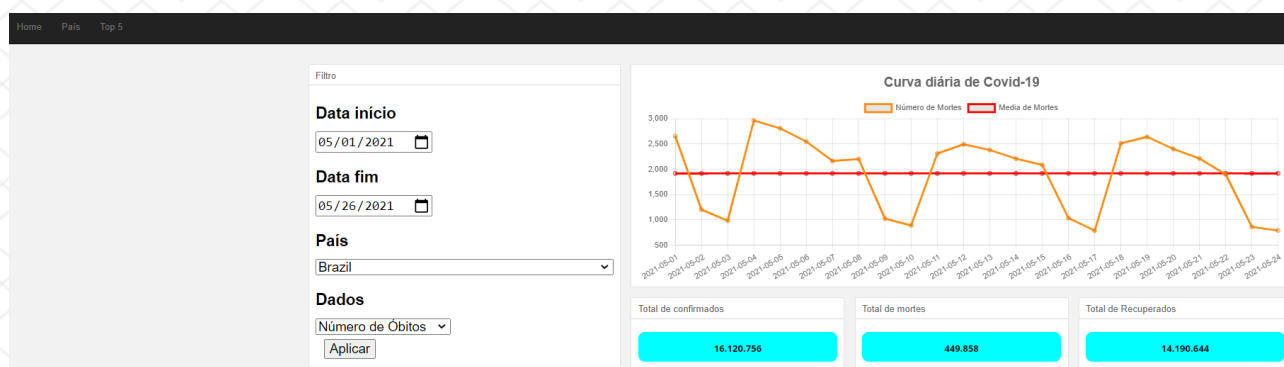 Home País Top 5
Filtro
Data início
05/01/2021
Data fim
05/26/2021
País
Brazil
Dados
Número de Óbitos
Aplicar
Curva diária de Covid-19
Número de Mortes Media de Mortes
3,000
2,500
2,000
1,500
1,000
500
2021-05-01 2021-05-02 2021-05-03 2021-05-04 2021-05-05 2021-05-06 2021-05-07 2021-05-08 2021-05-09 2021-05-10 2021-05-11 2021-05-12 2021-05-13 2021-05-14 2021-05-15 2021-05-16 2021-05-17 2021-05-18 2021-05-19 2021-05-20 2021-05-21 2021-05-22 2021-05-23 2021-05-24
Total de confirmados Total de mortes Total de Recuperados
16.120.756 449.858 14.190.644